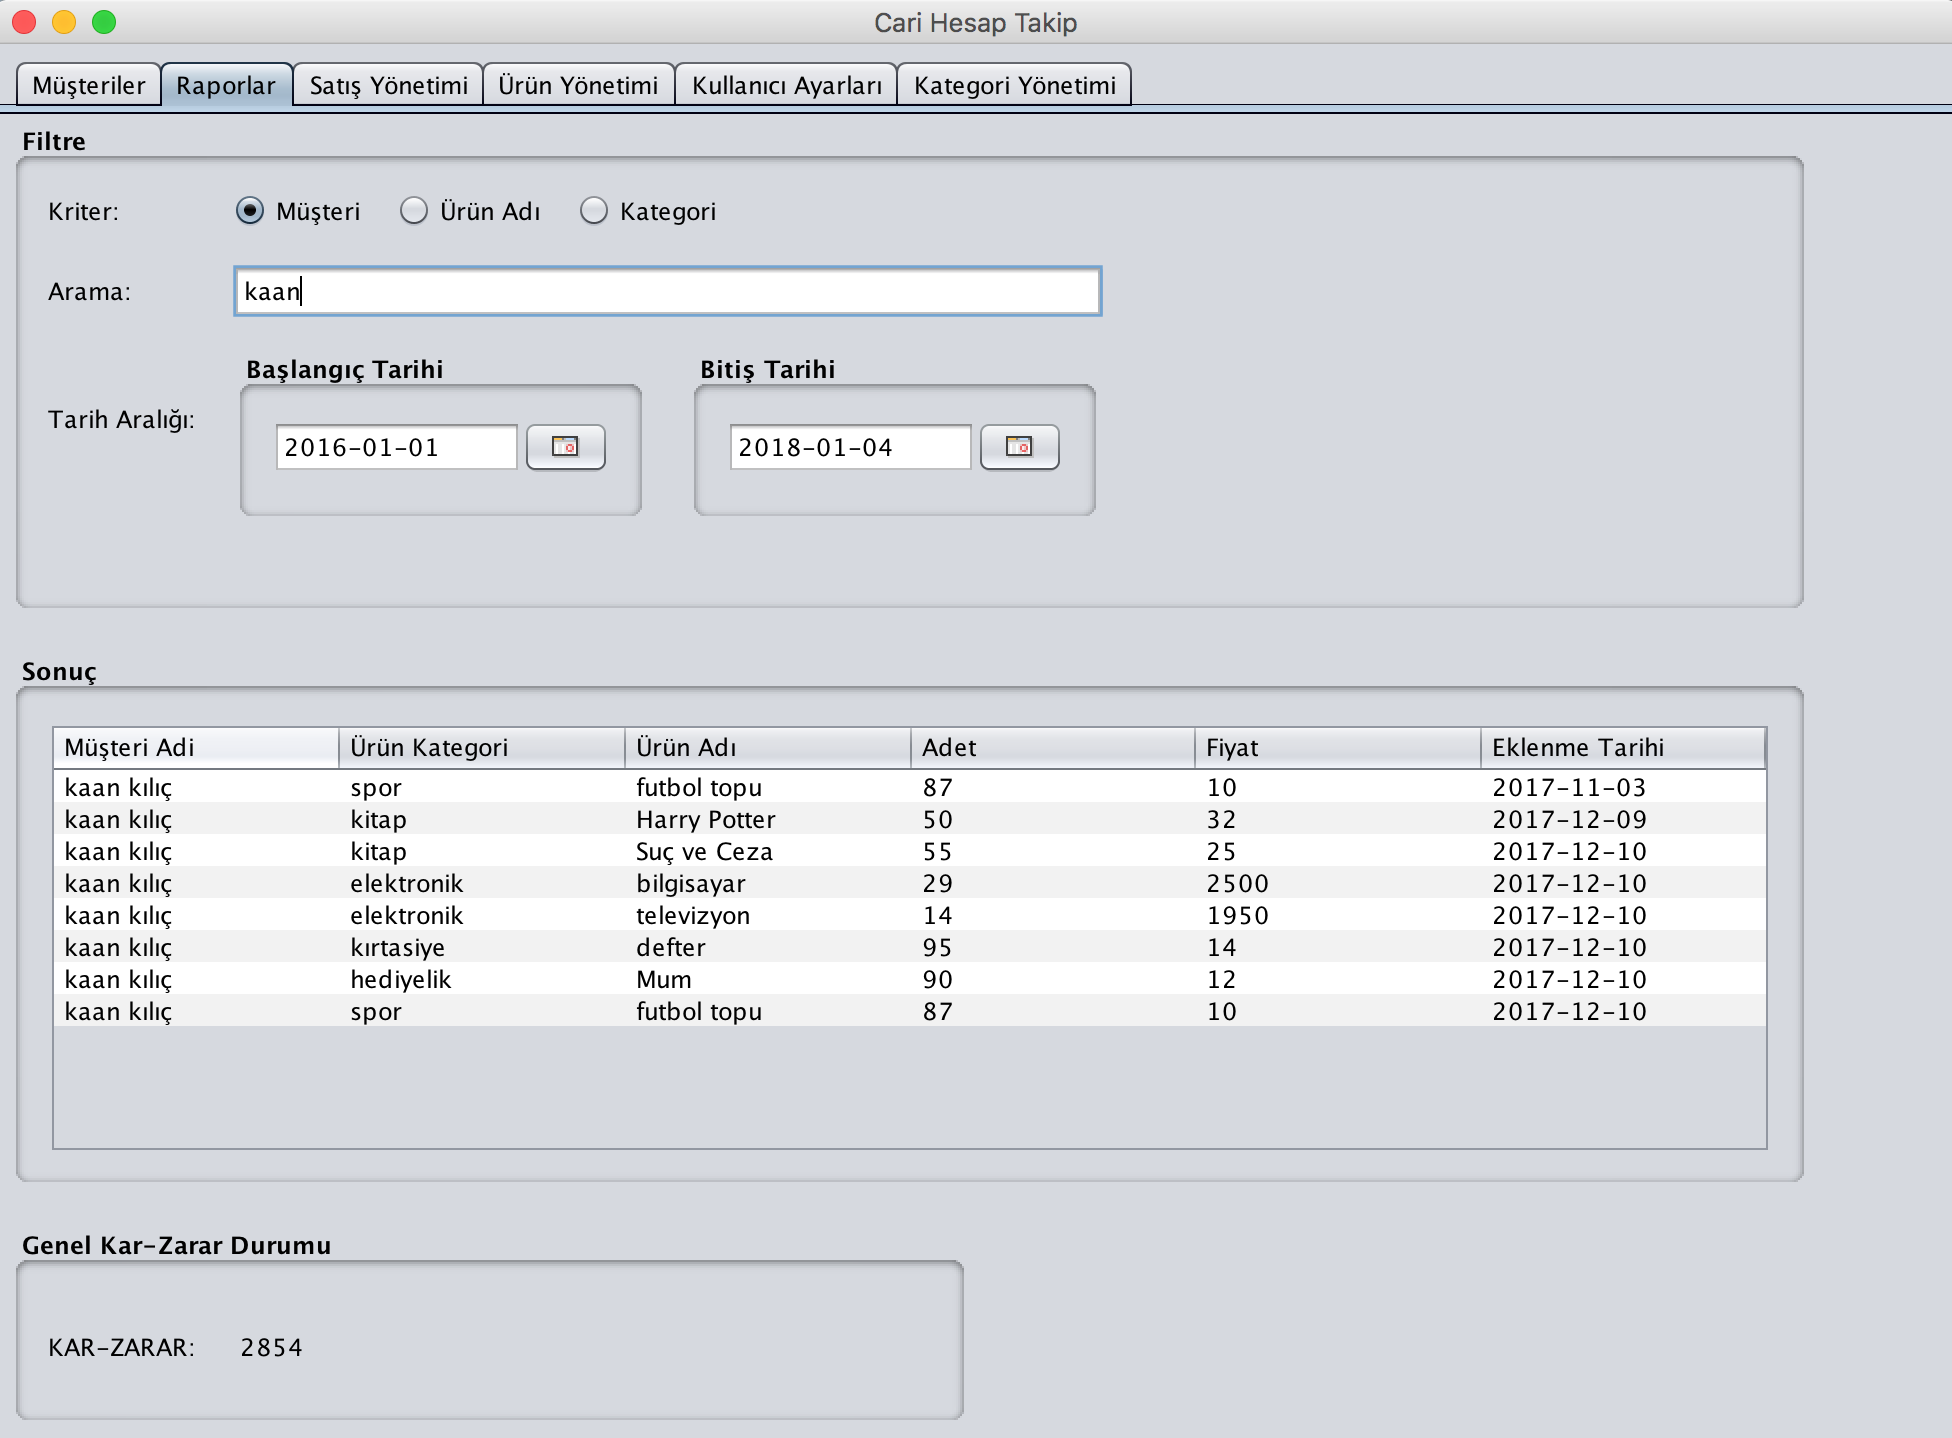 Cari Hesap Takip
Müşteriler Raporlar Satış Yönetimi Ürün Yönetimi Kullanıcı Ayarları Kategori Yönetimi
Filtre
Kriter: Müşteri Ürün Adı Kategori
Arama: kaan
Başlangıç Tarihi Bitiş Tarihi
Tarih Aralığı: 2016-01-01 2018-01-04
Sonuç
Müşteri Adi Ürün Kategori Ürün Adı Adet Fiyat Eklenme Tarihi
kaan kılıç spor futbol topu 87 10 2017-11-03
kaan kılıç kitap Harry Potter 50 32 2017-12-09
kaan kılıç kitap Suç ve Ceza 55 25 2017-12-10
kaan kılıç elektronik bilgisayar 29 2500 2017-12-10
kaan kılıç elektronik televizyon 14 1950 2017-12-10
kaan kılıç kırtasiye defter 95 14 2017-12-10
kaan kılıç hediyelik Mum 90 12 2017-12-10
kaan kılıç spor futbol topu 87 10 2017-12-10
Genel Kar-Zarar Durumu
KAR-ZARAR: 2854